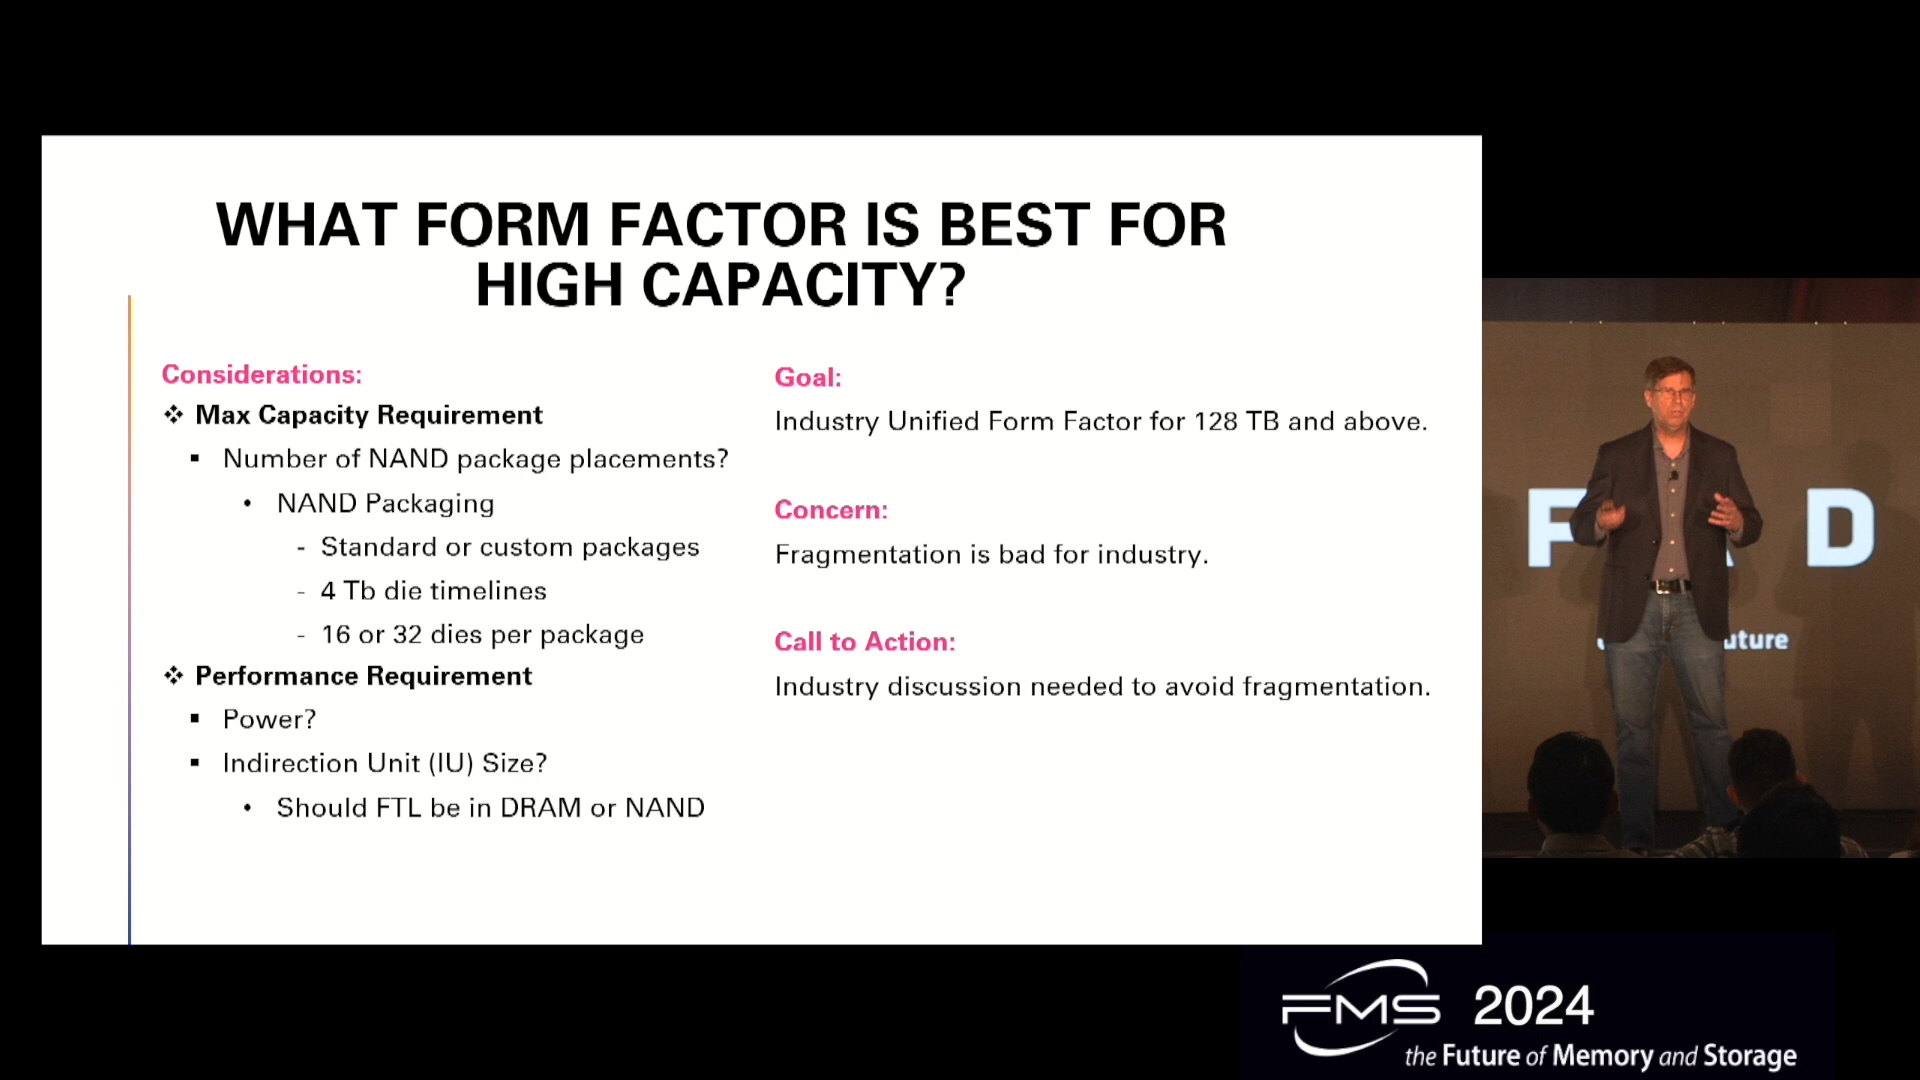 WHAT FORM FACTOR IS BEST FOR
HIGH CAPACITY?
Considerations:
❖ Max Capacity Requirement
▪ Number of NAND package placements?
• NAND Packaging
- Standard or custom packages
- 4 Tb die timelines
- 16 or 32 dies per package
❖ Performance Requirement
▪ Power?
▪ Indirection Unit (IU) Size?
• Should FTL be in DRAM or NAND
Goal:
Industry Unified Form Factor for 128 TB and above.
Concern:
Fragmentation is bad for industry.
Call to Action:
Industry discussion needed to avoid fragmentation.
F D
uture
FMS 2024
the Future of Memory and Storage